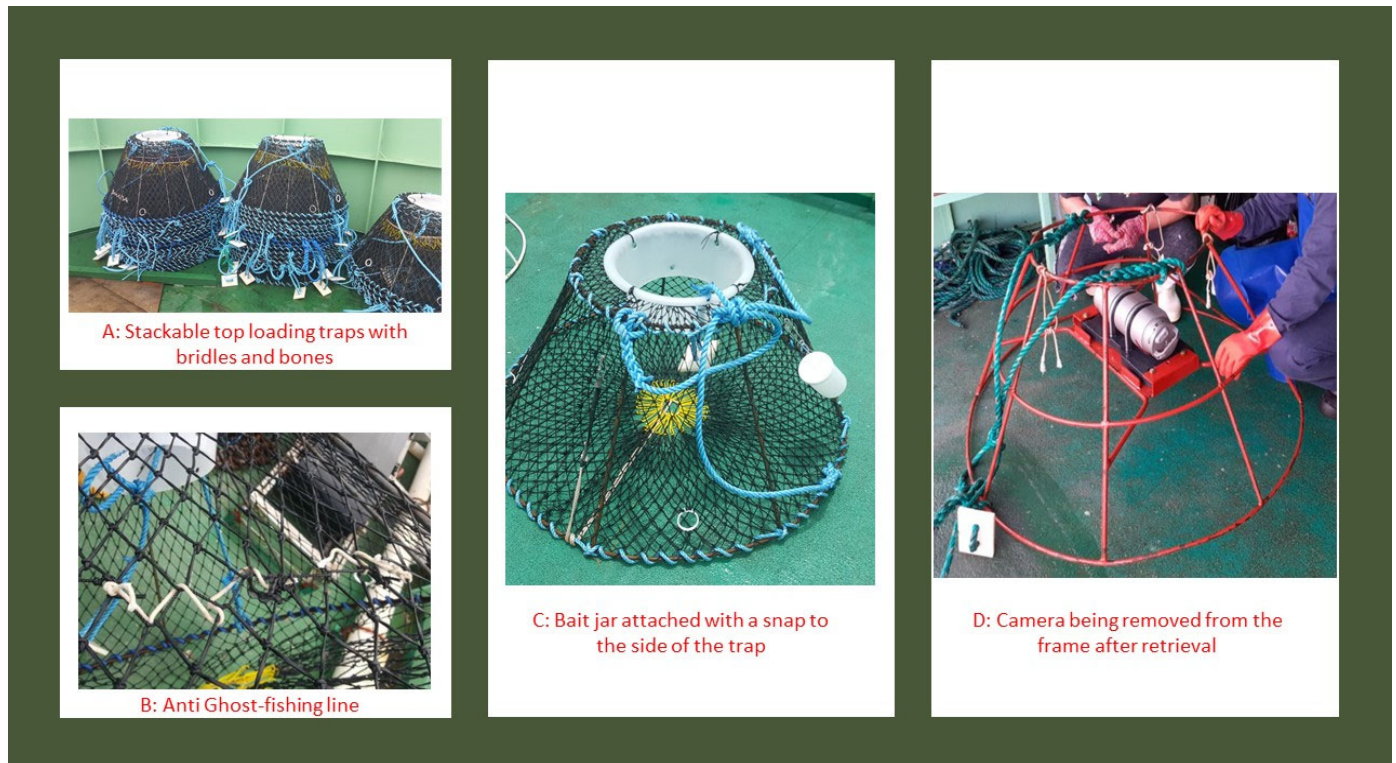 A: Stackable top loading traps with
bridles and bones
B: Anti Ghost-fishing line
C: Bait jar attached with a snap to
the side of the trap
D: Camera being removed from the
frame after retrieval